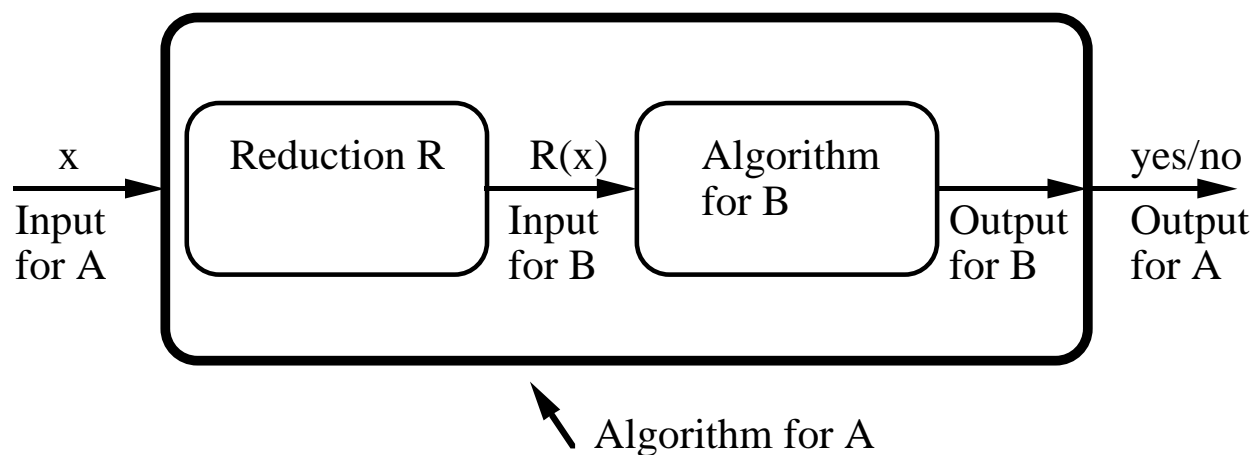 x
Input
for A
Reduction R
R(x)
Input
for B
Algorithm
for B
Output
for B
yes/no
Output
for A
Algorithm for A